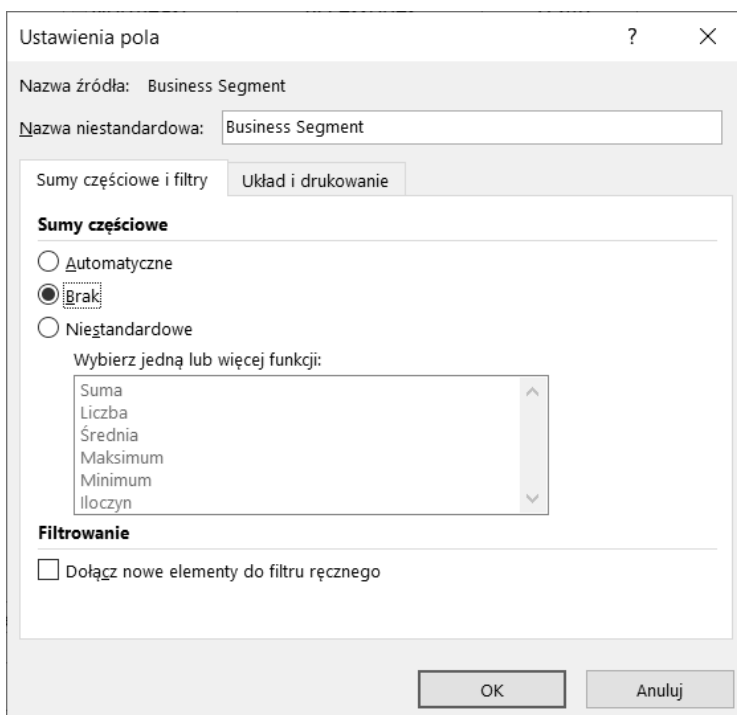 Ustawienia pola ?
Nazwa źródła: Business Segment
Nazwa niestandardowa: Business Segment
Sumy częściowe i filtry Układ i drukowanie
Sumy częściowe
Automatyczne
Brak
Niestandardowe
Wybierz jedną lub więcej funkcji:
Suma
Liczba
Średnia
Maksimum
Minimum
Iloczyn
Filtrowanie
Dołącz nowe elementy do filtru ręcznego
OK Anuluj